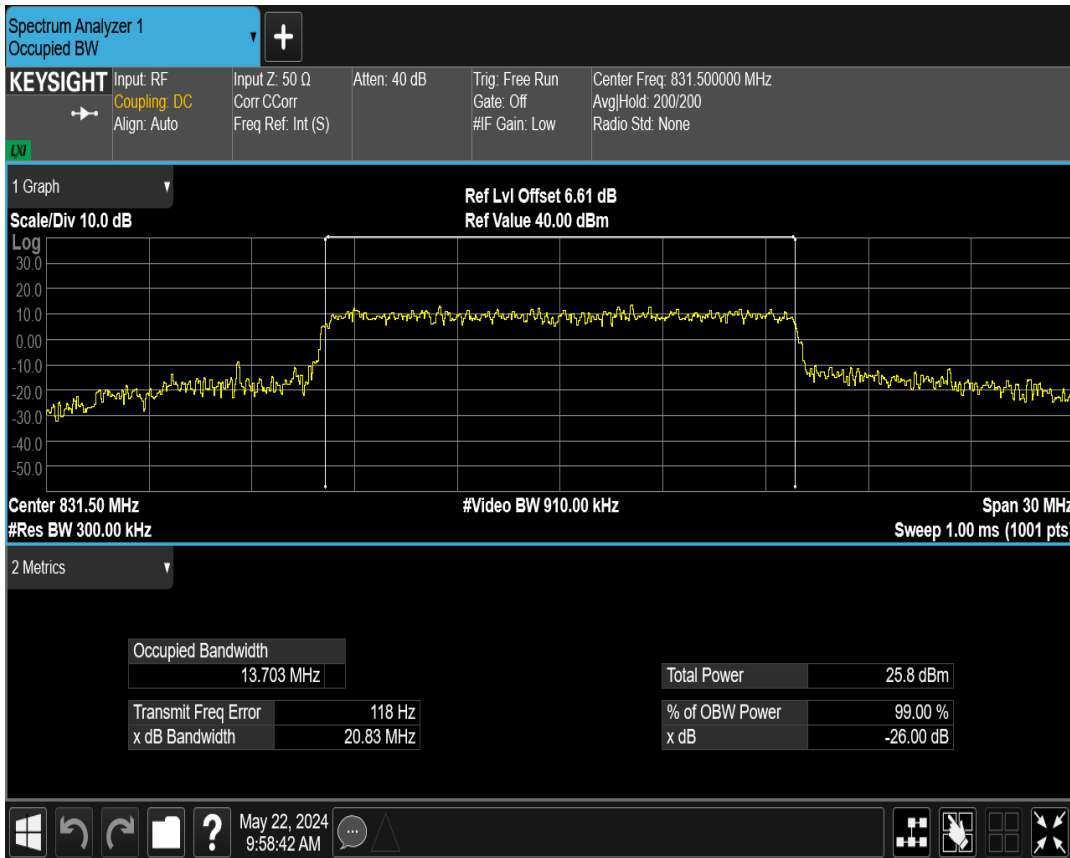 Spectrum Analyzer 1
Occupied BW
+
KEYSIGHT
LXI
Input: RF
Coupling: DC
Align: Auto
Input Z: 50 Ω
Corr CCorr
Freq Ref: Int (S)
Atten: 40 dB
Trig: Free Run
Gate: Off
#IF Gain: Low
Center Freq: 831.500000 MHz
Avg|Hold: 200/200
Radio Std: None
1 Graph
Scale/Div 10.0 dB
Ref Lvl Offset 6.61 dB
Ref Value 40.00 dBm
Log
30.0
20.0
10.0
0.00
-10.0
-20.0
-30.0
-40.0
-50.0
Center 831.50 MHz
#Video BW 910.00 kHz
Span 30 MHz
#Res BW 300.00 kHz
Sweep 1.00 ms (1001 pts)
2 Metrics
Occupied Bandwidth
13.703 MHz
Total Power 25.8 dBm
Transmit Freq Error 118 Hz
% of OBW Power 99.00 %
x dB Bandwidth 20.83 MHz
x dB -26.00 dB
?
May 22, 2024
9:58:42 AM